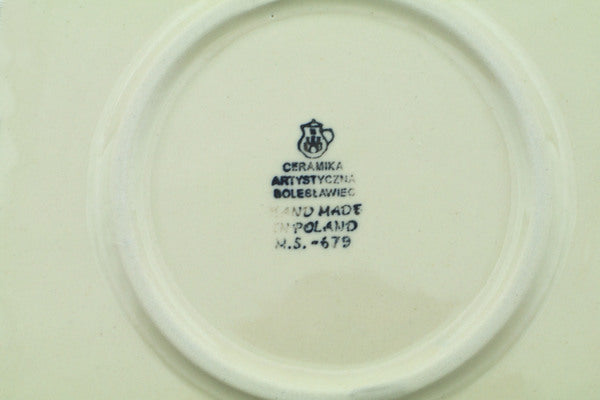 CERAMIKA
ARTYSTYCZNA
BOLESŁAWIEC
HAND MADE
IN POLAND
M.S. -679